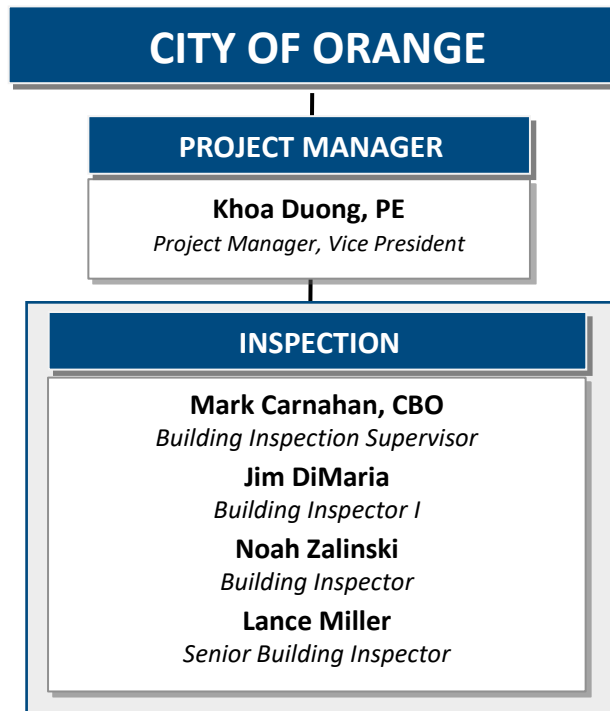 CITY OF ORANGE
PROJECT MANAGER
Khoa Duong, PE
Project Manager, Vice President
INSPECTION
Mark Carnahan, CBO
Building Inspection Supervisor
Jim DiMaria
Building Inspector I
Noah Zalinski
Building Inspector
Lance Miller
Senior Building Inspector